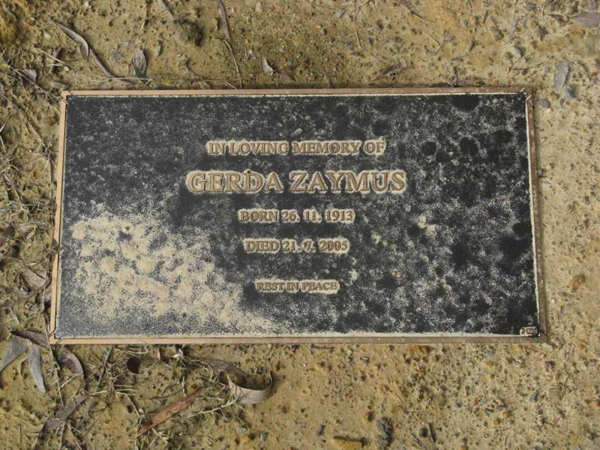 IN LOVING MEMORY OF
GERDA ZAYMUS
BORN 26. 11. 1913
DIED 21. 7. 2005
REST IN PEACE